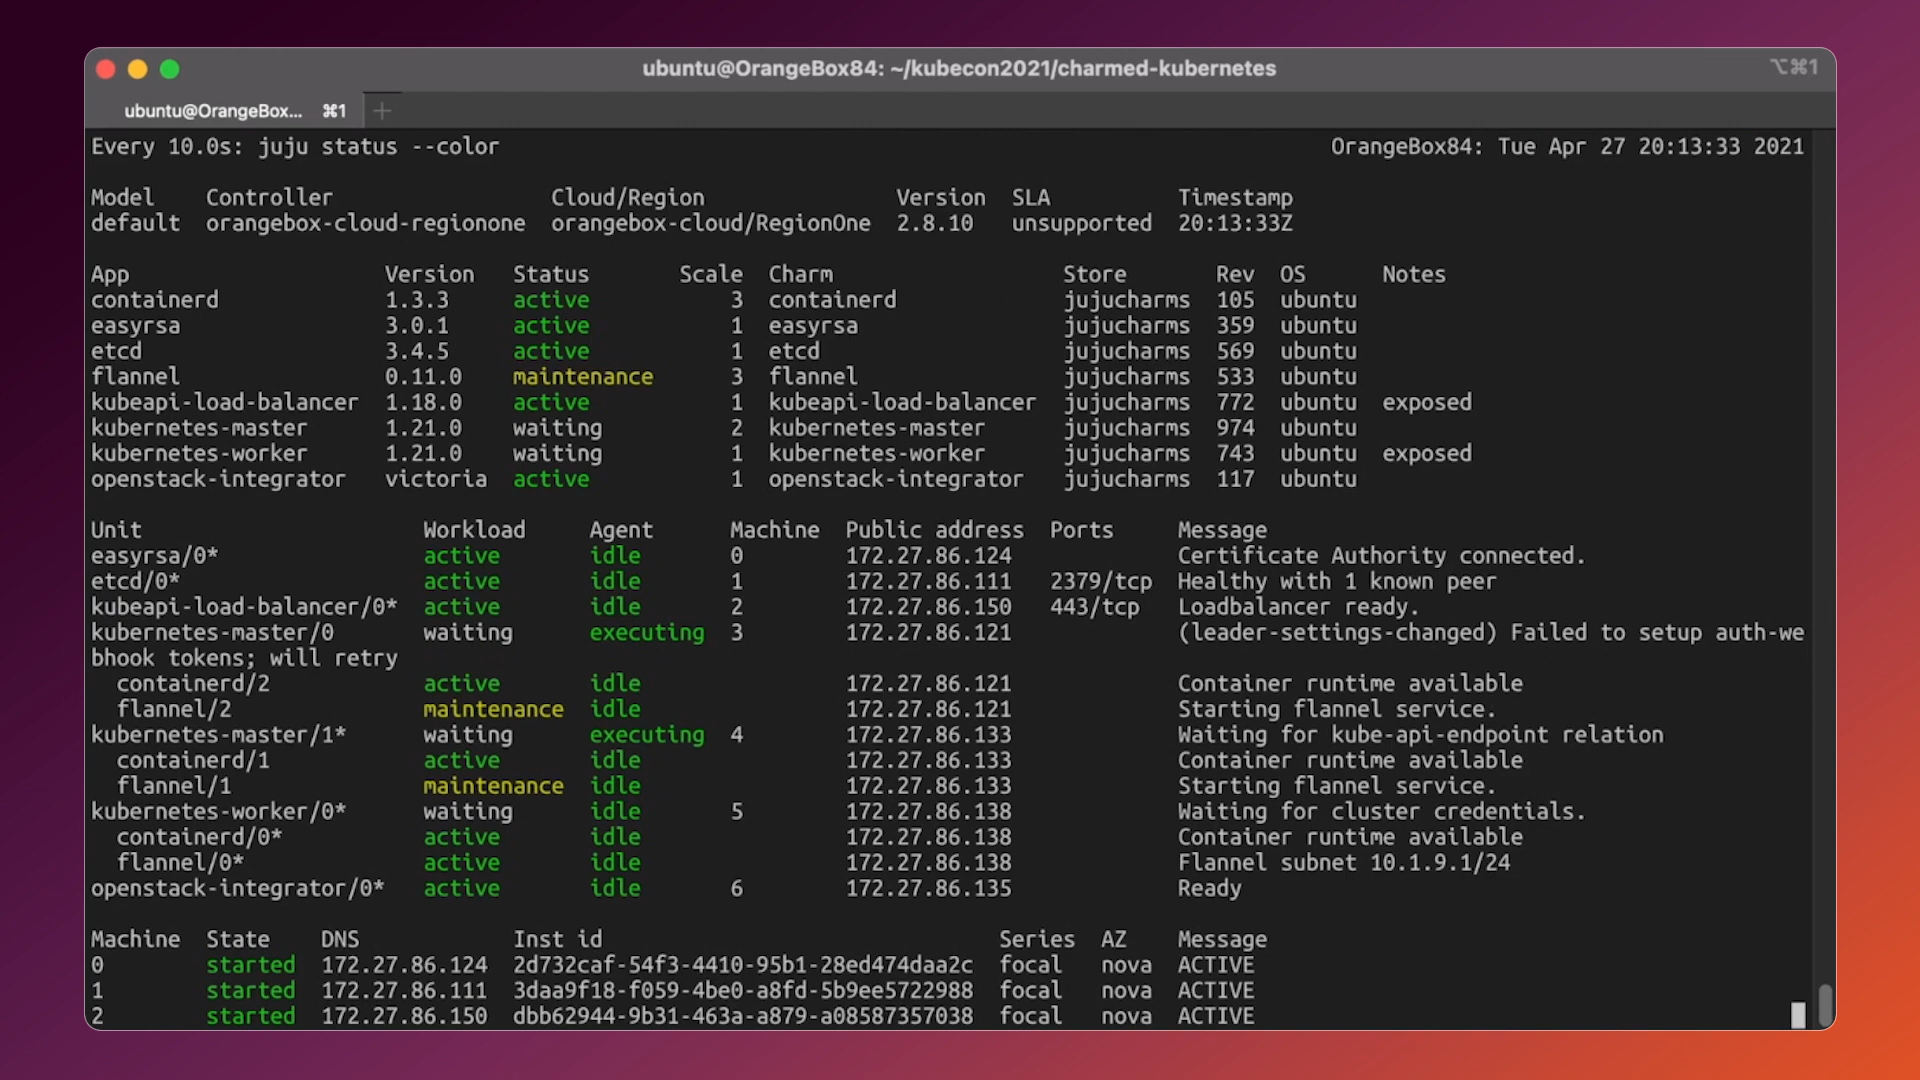 ubuntu@OrangeBox84: ~/kubecon2021/charmed-kubernetes ⌥⌘1
ubuntu@OrangeBox... ⌘1 +
Every 10.0s: juju status --color OrangeBox84: Tue Apr 27 20:13:33 2021
Model Controller Cloud/Region Version SLA Timestamp
default orangebox-cloud-regionone orangebox-cloud/RegionOne 2.8.10 unsupported 20:13:33Z
App Version Status Scale Charm Store Rev OS Notes
containerd 1.3.3 active 3 containerd jujucharms 105 ubuntu
easyrsa 3.0.1 active 1 easyrsa jujucharms 359 ubuntu
etcd 3.4.5 active 1 etcd jujucharms 569 ubuntu
flannel 0.11.0 maintenance 3 flannel jujucharms 533 ubuntu
kubeapi-load-balancer 1.18.0 active 1 kubeapi-load-balancer jujucharms 772 ubuntu exposed
kubernetes-master 1.21.0 waiting 2 kubernetes-master jujucharms 974 ubuntu
kubernetes-worker 1.21.0 waiting 1 kubernetes-worker jujucharms 743 ubuntu exposed
openstack-integrator victoria active 1 openstack-integrator jujucharms 117 ubuntu
Unit Workload Agent Machine Public address Ports Message
easyrsa/0* active idle 0 172.27.86.124 Certificate Authority connected.
etcd/0* active idle 1 172.27.86.111 2379/tcp Healthy with 1 known peer
kubeapi-load-balancer/0* active idle 2 172.27.86.150 443/tcp Loadbalancer ready.
kubernetes-master/0 waiting executing 3 172.27.86.121 (leader-settings-changed) Failed to setup auth-we
bhook tokens; will retry
containerd/2 active idle 172.27.86.121 Container runtime available
flannel/2 maintenance idle 172.27.86.121 Starting flannel service.
kubernetes-master/1* waiting executing 4 172.27.86.133 Waiting for kube-api-endpoint relation
containerd/1 active idle 172.27.86.133 Container runtime available
flannel/1 maintenance idle 172.27.86.133 Starting flannel service.
kubernetes-worker/0* waiting idle 5 172.27.86.138 Waiting for cluster credentials.
containerd/0* active idle 172.27.86.138 Container runtime available
flannel/0* active idle 172.27.86.138 Flannel subnet 10.1.9.1/24
openstack-integrator/0* active idle 6 172.27.86.135 Ready
Machine State DNS Inst id Series AZ Message
0 started 172.27.86.124 2d732caf-54f3-4410-95b1-28ed474daa2c focal nova ACTIVE
1 started 172.27.86.111 3daa9f18-f059-4be0-a8fd-5b9ee5722988 focal nova ACTIVE
2 started 172.27.86.150 dbb62944-9b31-463a-a879-a08587357038 focal nova ACTIVE